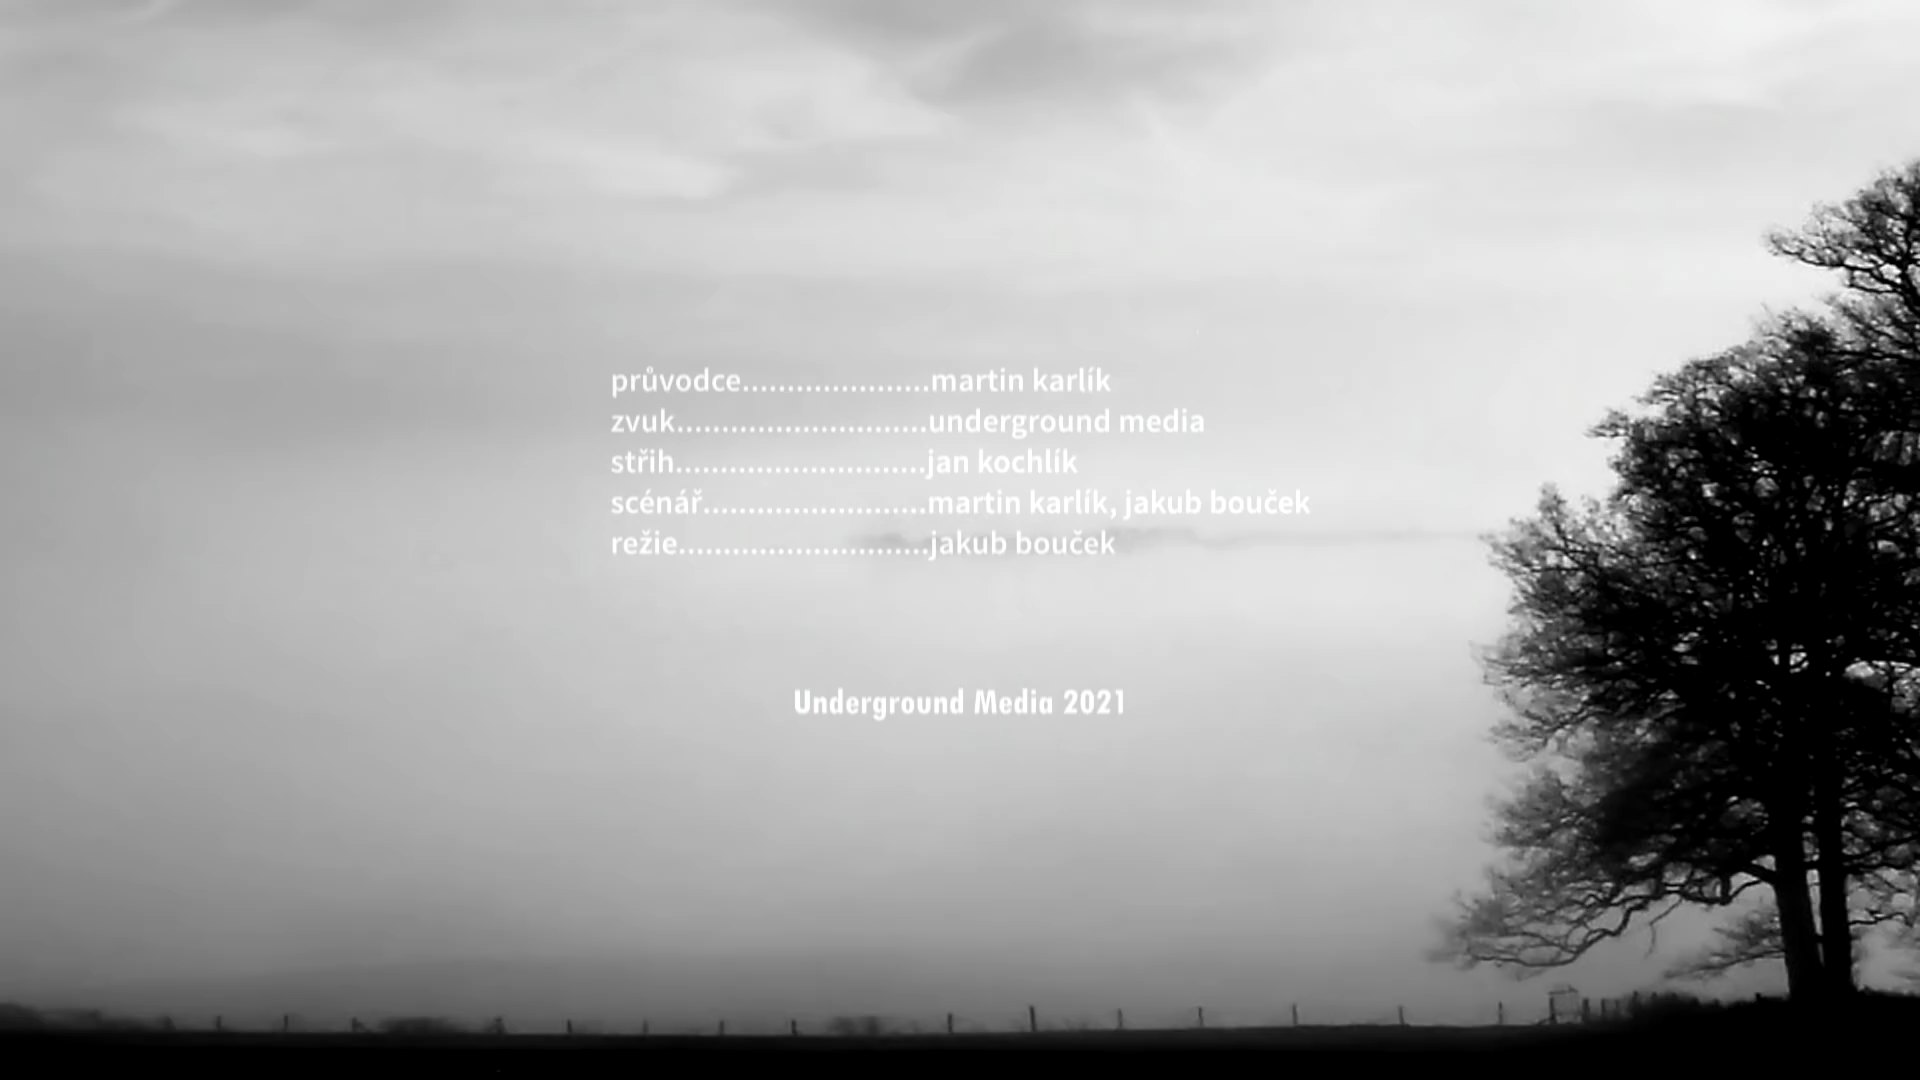 průvodce.....................martin karlík
zvuk............................underground media
střih............................jan kochlík
scénář.........................martin karlík, jakub bouček
režie............................jakub bouček
Underground Media 2021